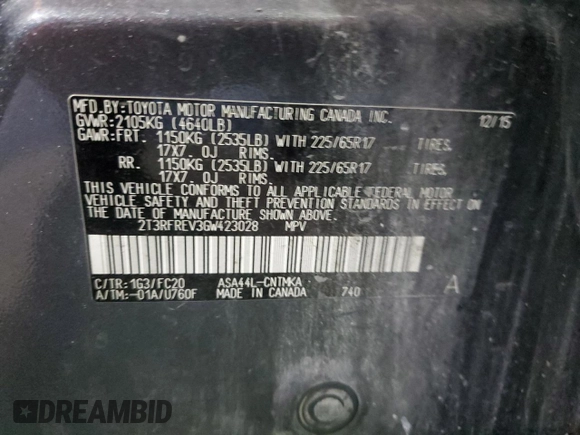 MFD.BY:TOYOTA MOTOR MANUFACTURING CANADA INC. 12/15
GVWR:2105KG (4640LB)
GAWR:FRT. 1150KG (2535LB) WITH 225/65R17 TIRES.
17X7.0J RIMS.
RR. 1150KG (2535LB) WITH 225/65R17 TIRES.
17X7.0J RIMS.
THIS VEHICLE CONFORMS TO ALL APPLICABLE FEDERAL MOTOR
VEHICLE SAFETY AND THEFT PREVENTION STANDARDS IN EFFECT ON
THE DATE OF MANUFACTURE SHOWN ABOVE.
2T3RFREV3GW423028 MPV
C/TR:1G3/FC20 ASA44L-CNTMKA A
A/TM:-01A/U760F MADE IN CANADA 740
DREAMBID